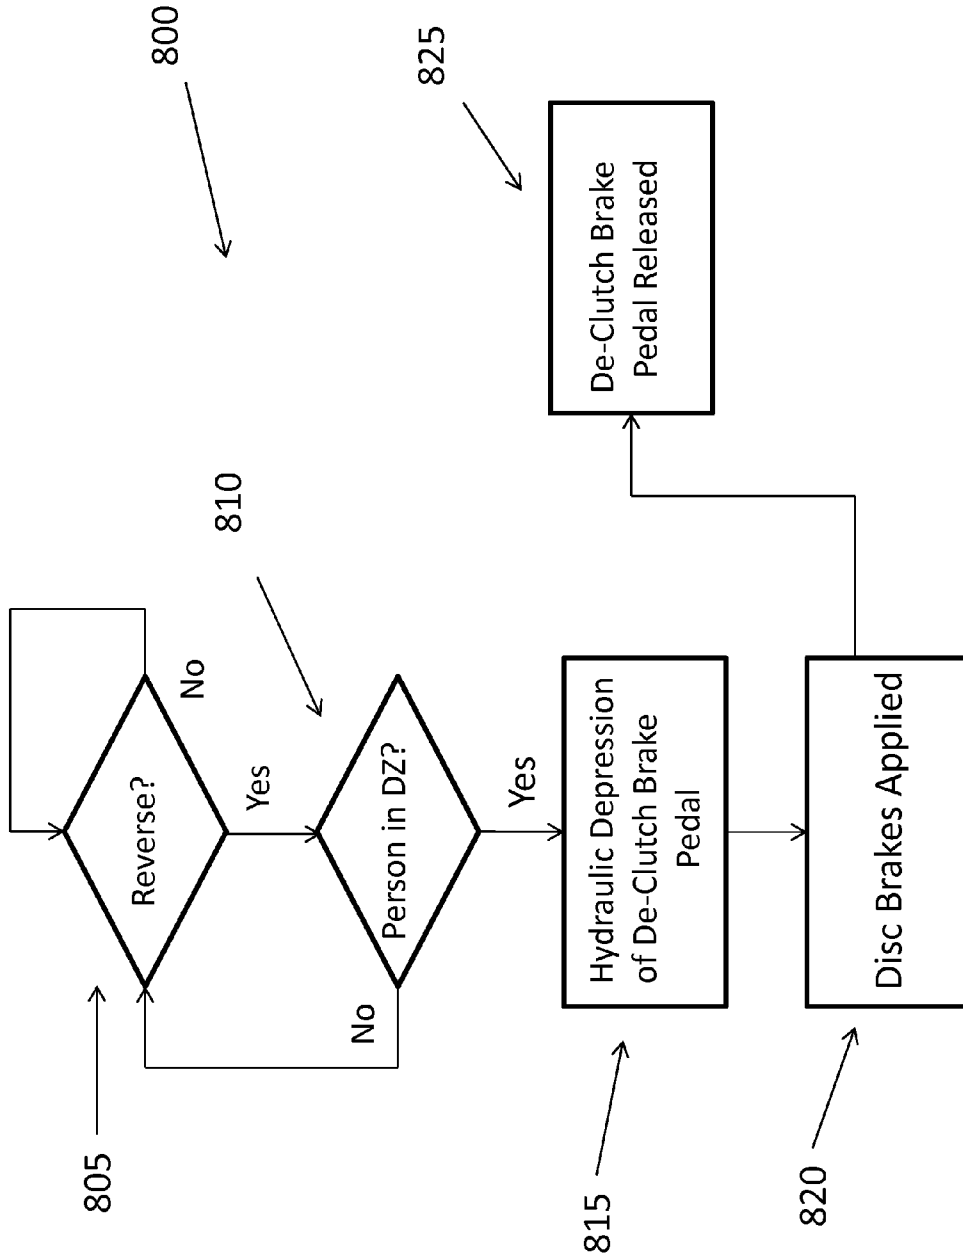 800
805
Reverse?
No
Yes
810
Person in DZ?
No
Yes
815
Hydraulic Depression
of De-Clutch Brake
Pedal
820
Disc Brakes Applied
825
De-Clutch Brake
Pedal Released